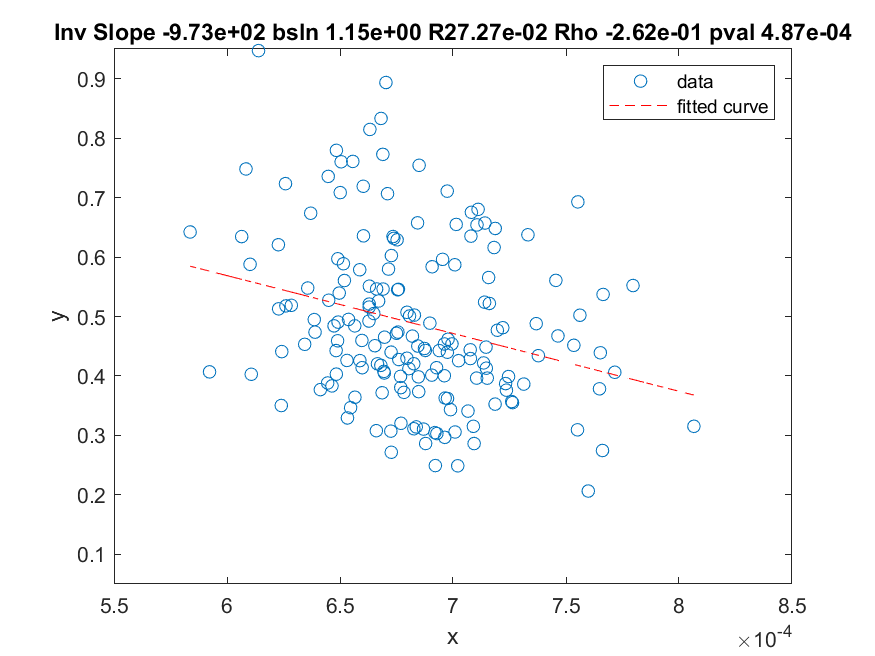 Inv Slope -9.73e+02 bsln 1.15e+00 R27.27e-02 Rho -2.62e-01 pval 4.87e-04
data
fitted curve
0.9
0.8
0.7
0.6
0.5
0.4
0.3
0.2
0.1
y
5.5 6 6.5 7 7.5 8 8.5
x
×10-4